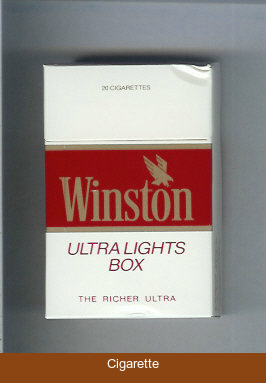 20 CIGARETTES
Winston
ULTRA LIGHTS
BOX
THE RICHER ULTRA
Cigarette